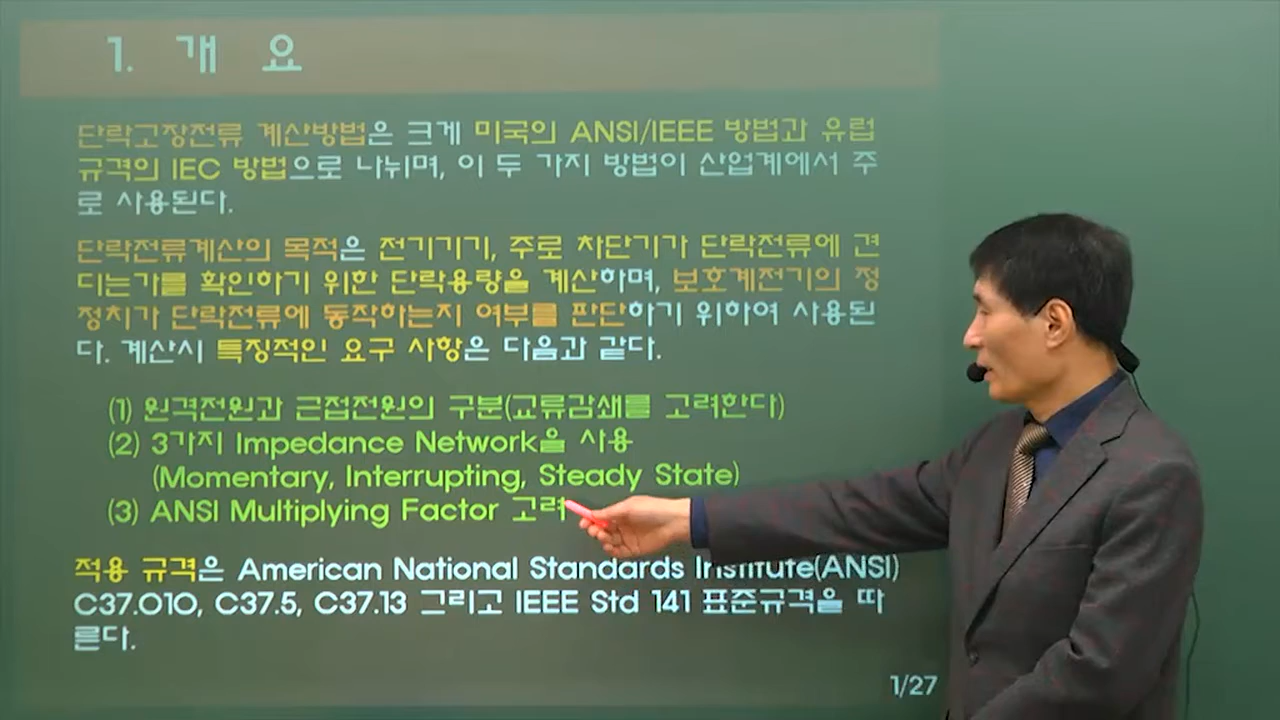 1. 개 요
단락고장전류 계산방법은 크게 미국의 ANSI/IEEE 방법과 유럽
규격의 IEC 방법으로 나뉘며, 이 두 가지 방법이 산업계에서 주
로 사용된다.
단락전류계산의 목적은 전기기기, 주로 차단기가 단락전류에 견
디는가를 확인하기 위한 단락용량을 계산하며, 보호계전기의 정
정치가 단락전류에 동작하는지 여부를 판단하기 위하여 사용된
다. 계산시 특징적인 요구 사항은 다음과 같다.
(1) 원격전원과 근접전원의 구분(교류감쇄를 고려한다)
(2) 3가지 Impedance Network을 사용
(Momentary, Interrupting, Steady State)
(3) ANSI Multiplying Factor 고려
적용 규격은 American National Standards Institute(ANSI)
C37.010, C37.5, C37.13 그리고 IEEE Std 141 표준규격을 따
른다.
1/27